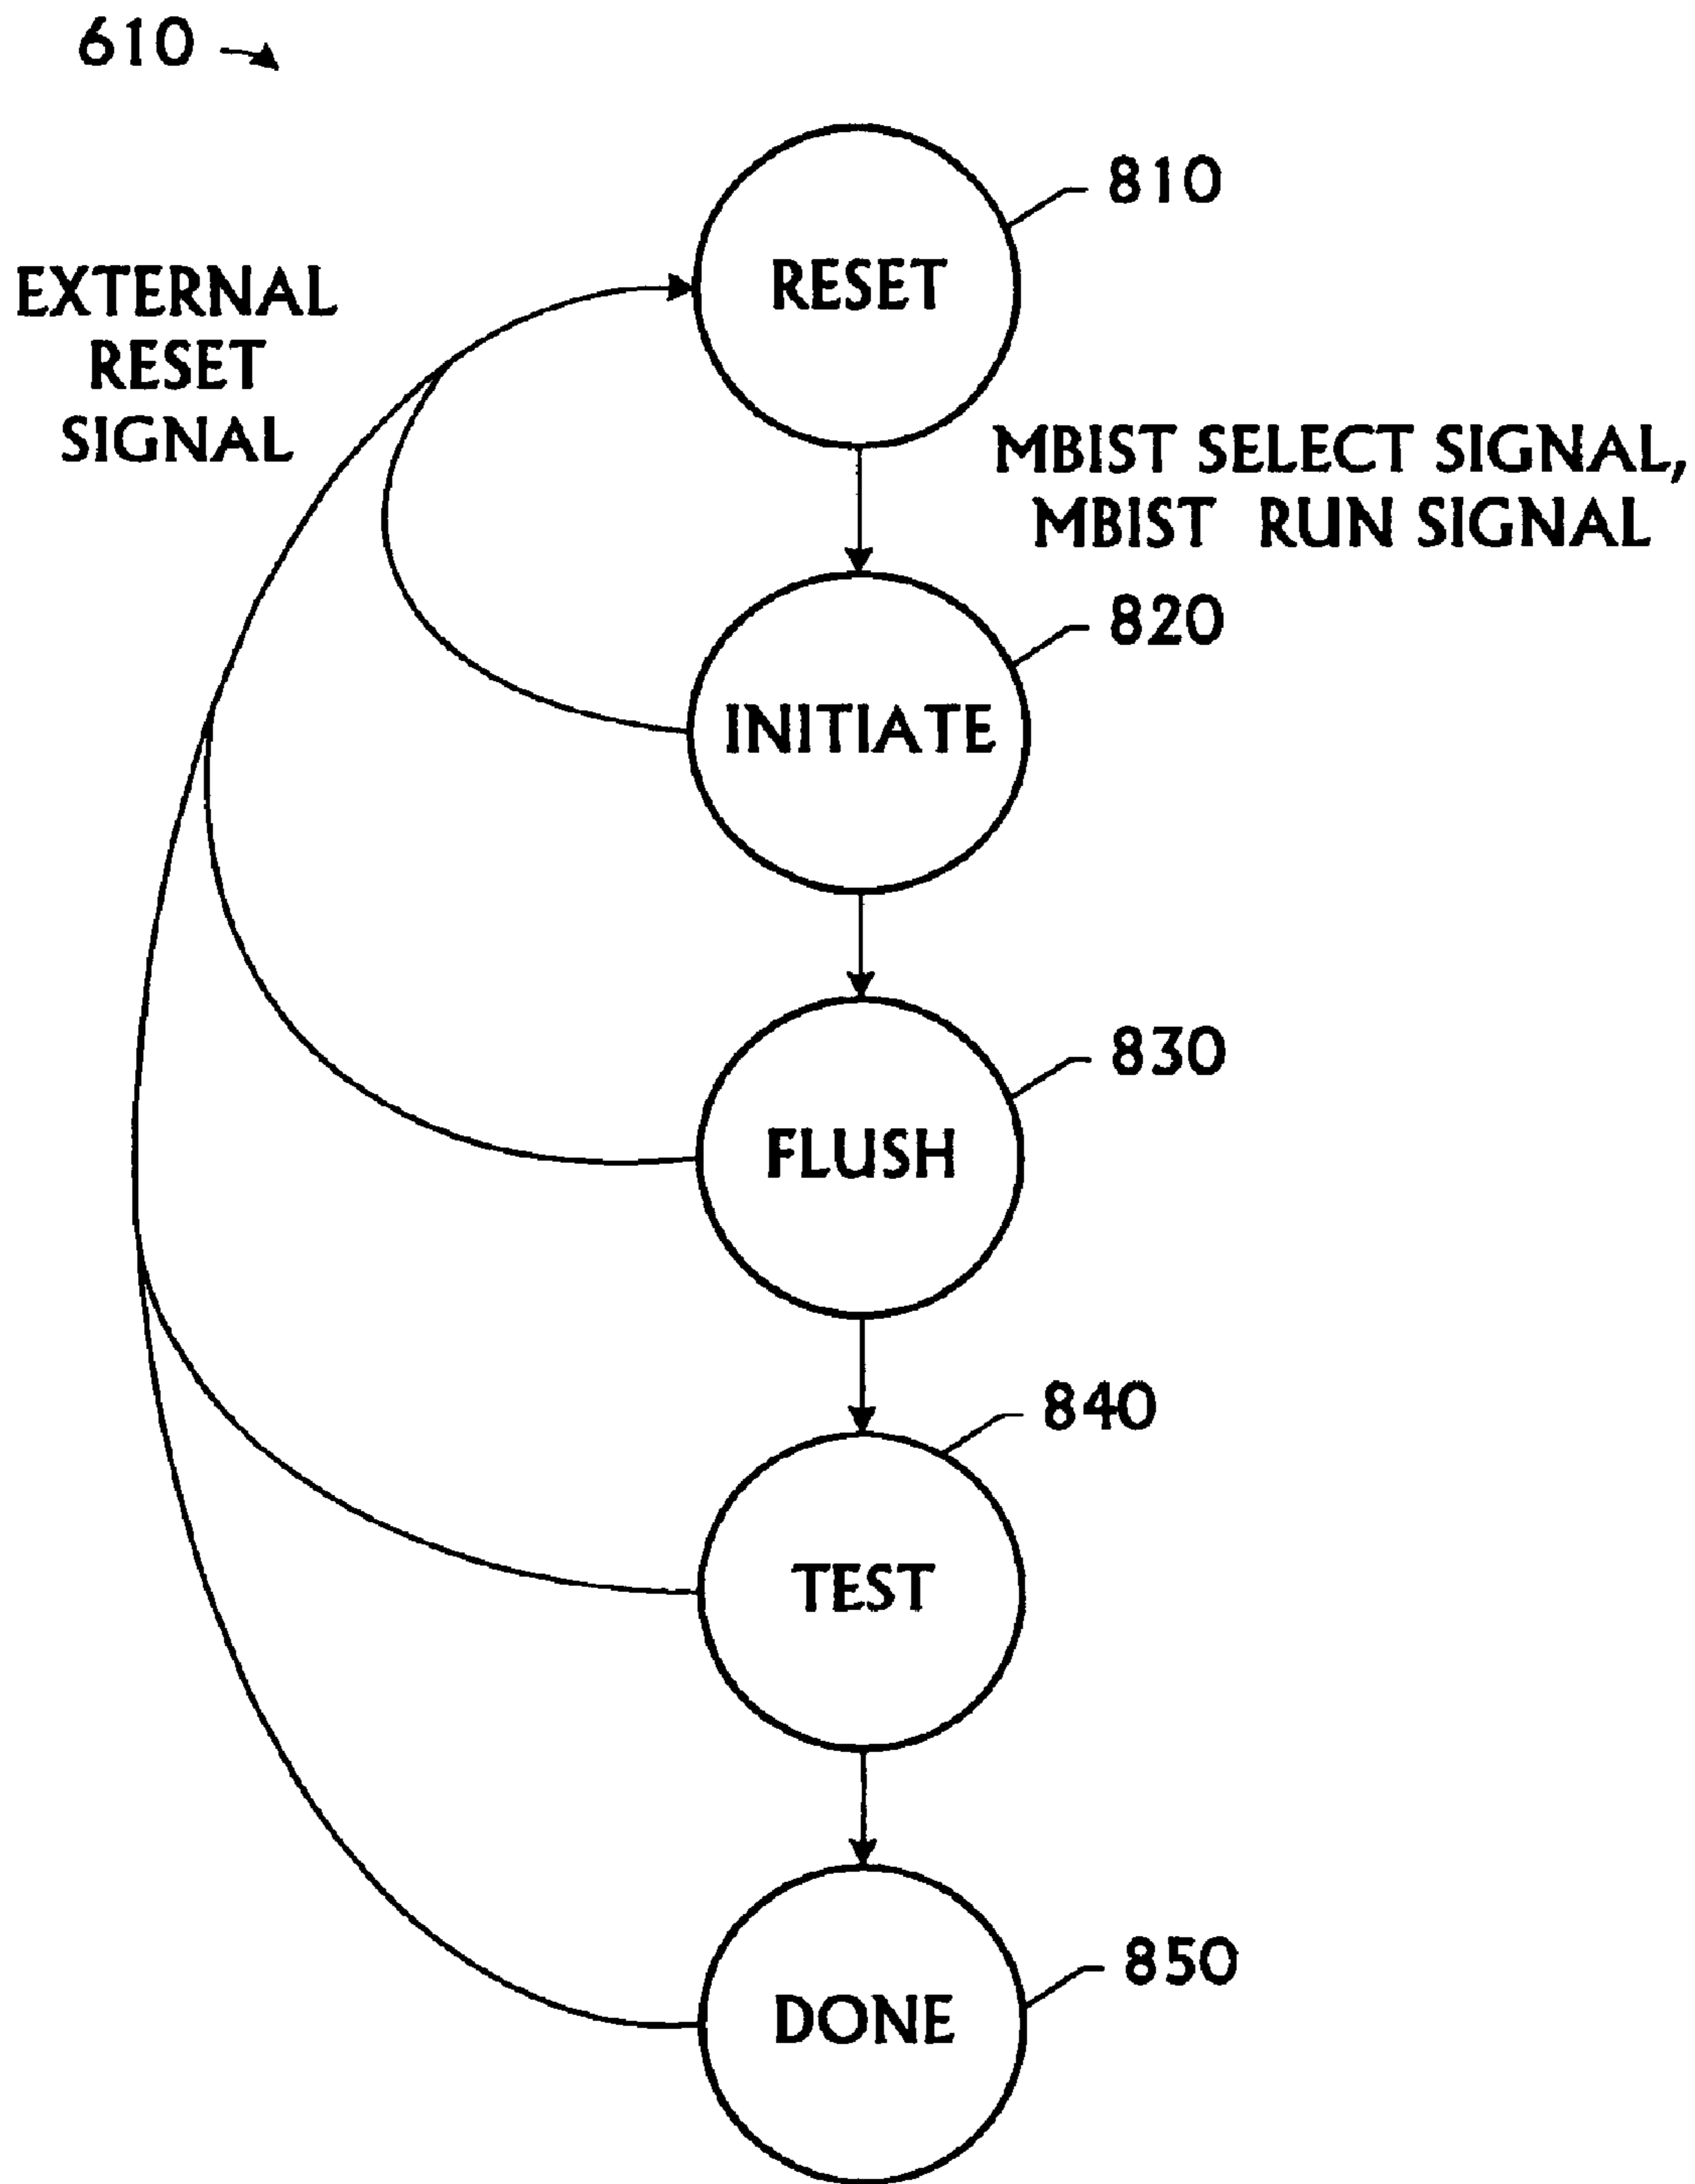 610
810
RESET
EXTERNAL
RESET
SIGNAL
MBIST SELECT SIGNAL,
MBIST RUN SIGNAL
820
INITIATE
830
FLUSH
840
TEST
850
DONE